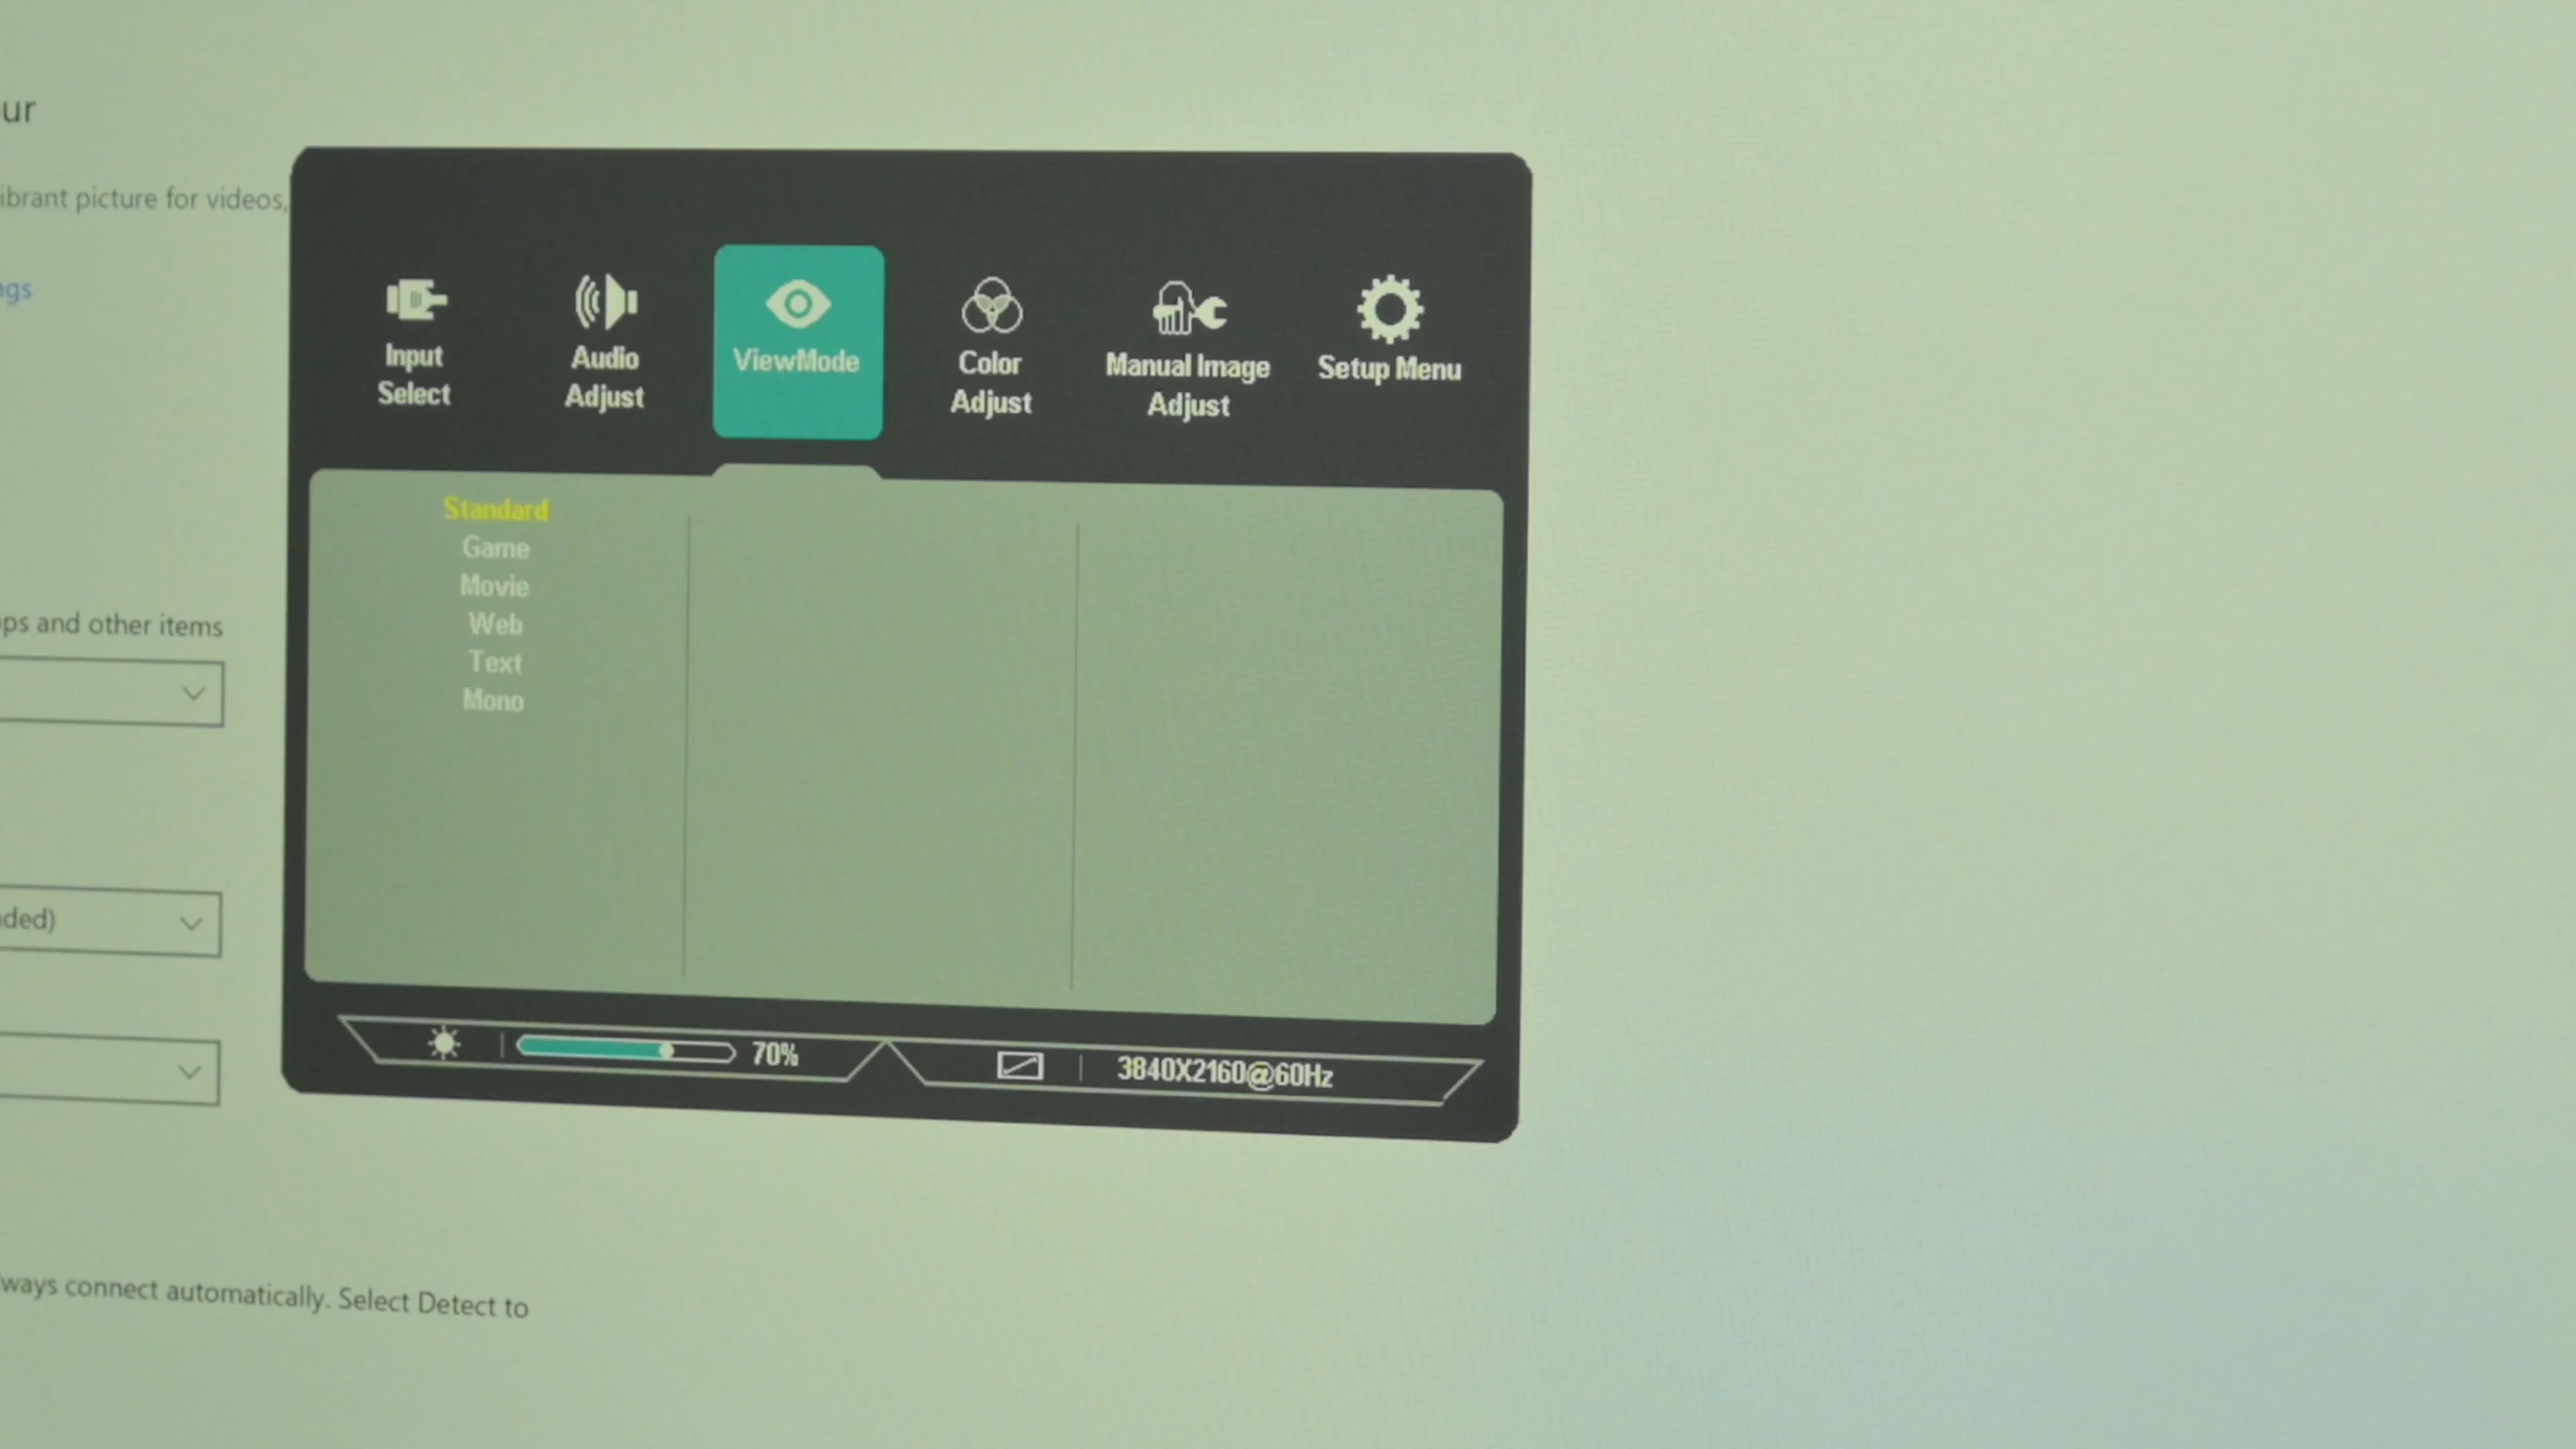 ur
ibrant picture for videos,
ngs
Input Select
Audio Adjust
ViewMode
Color Adjust
Manual Image Adjust
Setup Menu
Standard
Game
Movie
Web
Text
Mono
ps and other items
ded)
70%
3840X2160@60Hz
ways connect automatically. Select Detect to